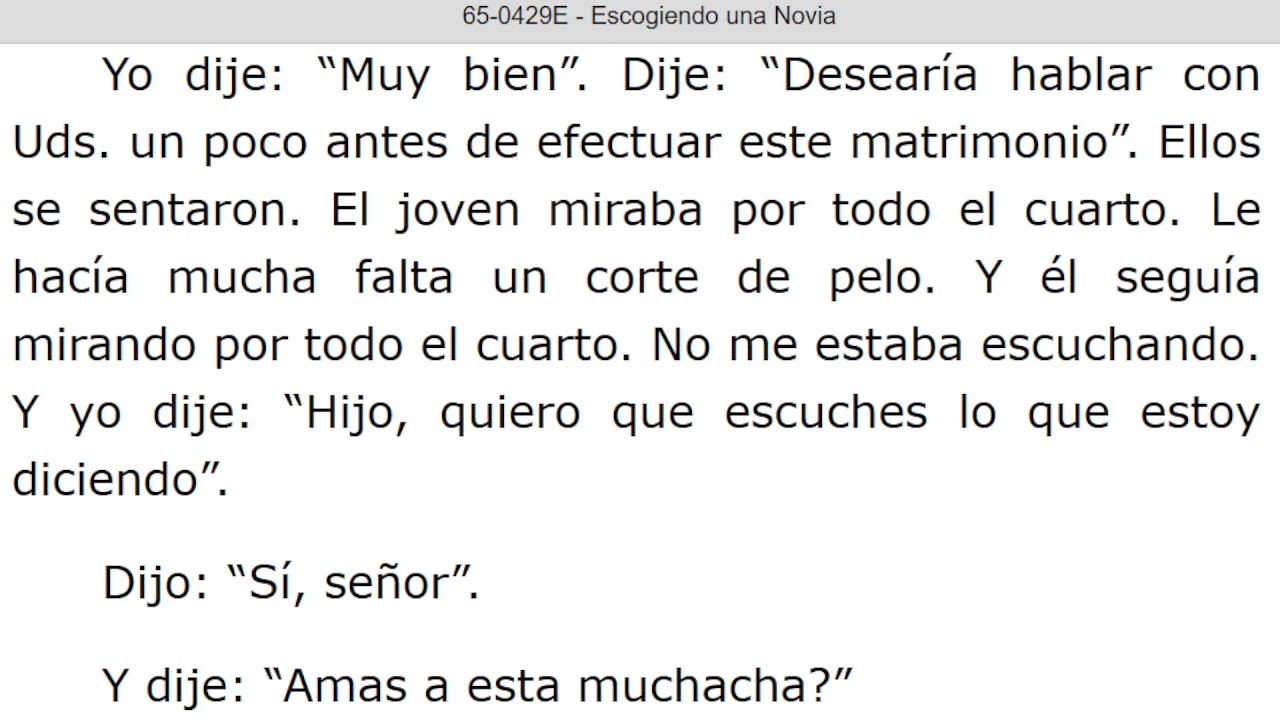 65-0429E - Escogiendo una Novia
Yo dije: “Muy bien”. Dije: “Desearía hablar con
Uds. un poco antes de efectuar este matrimonio”. Ellos
se sentaron. El joven miraba por todo el cuarto. Le
hacía mucha falta un corte de pelo. Y él seguía
mirando por todo el cuarto. No me estaba escuchando.
Y yo dije: “Hijo, quiero que escuches lo que estoy
diciendo”.
Dijo: “Sí, señor”.
Y dije: “Amas a esta muchacha?”